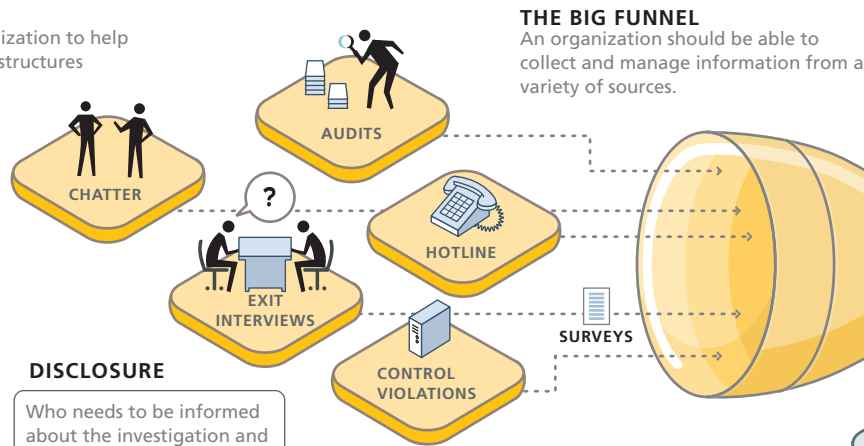 ization to help
structures
THE BIG FUNNEL
An organization should be able to
collect and manage information from a
variety of sources.
AUDITS
CHATTER
?
HOTLINE
EXIT
INTERVIEWS
SURVEYS
CONTROL
VIOLATIONS
DISCLOSURE
Who needs to be informed
about the investigation and